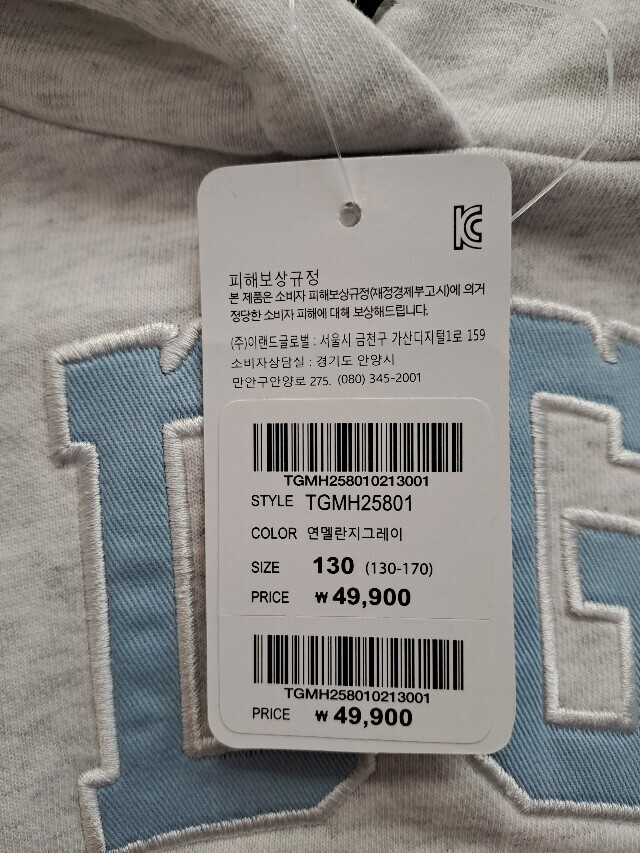 피해보상규정
본 제품은 소비자 피해보상규정(재정경제부고시)에 의거
정당한 소비자 피해에 대해 보상해드립니다.
(주)이랜드글로벌 : 서울시 금천구 가산디지털1로 159
소비자상담실 : 경기도 안양시
만안구안양로 275. (080) 345-2001
TGMH258010213001
STYLE TGMH25801
COLOR 연멜란지그레이
SIZE 130 (130-170)
PRICE ₩49,900
TGMH258010213001
PRICE ₩49,900